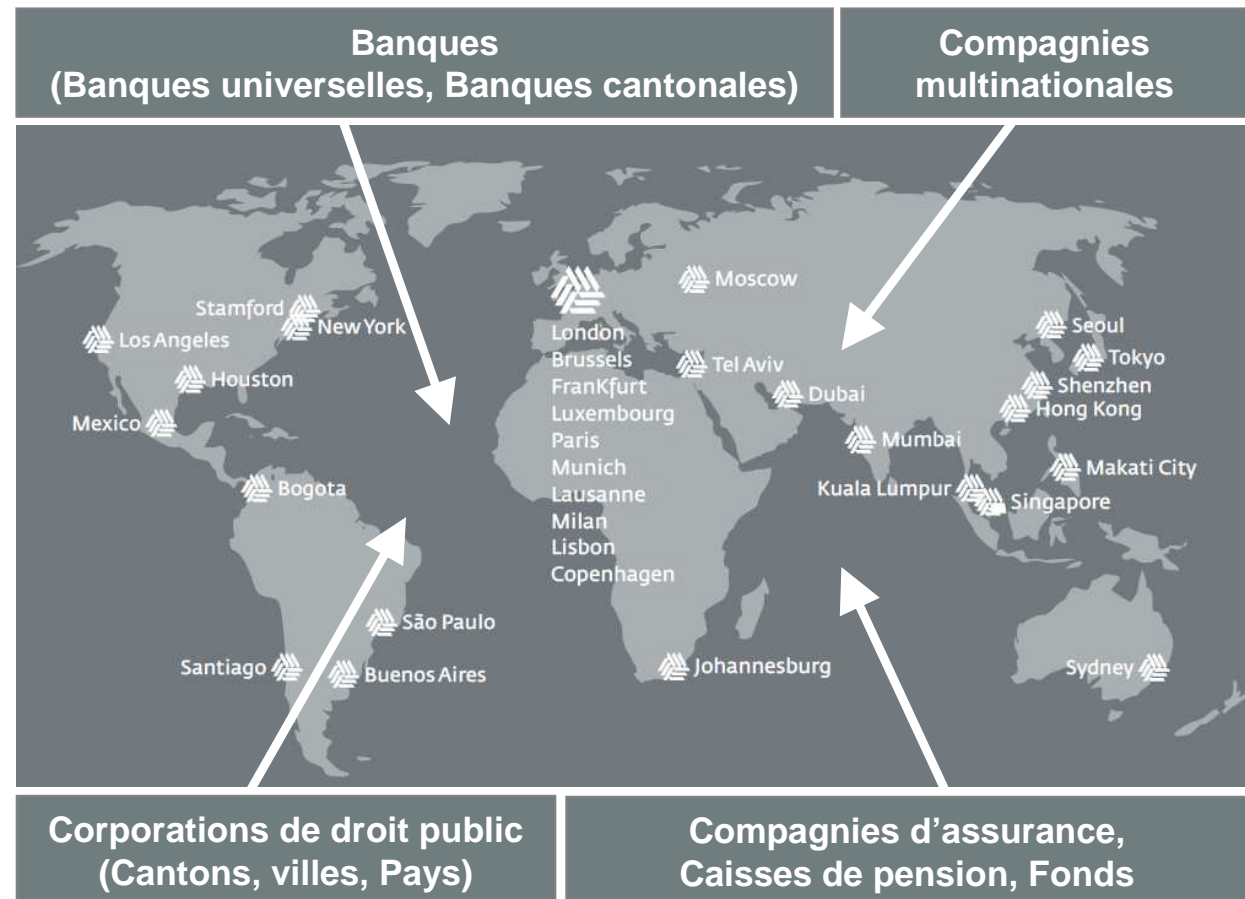 Banques
(Banques universelles, Banques cantonales)
Compagnies
multinationales
Moscow
Stamford
New York
Los Angeles
Houston
Mexico
Bogota
London
Brussels
FranKfurt
Luxembourg
Paris
Munich
Lausanne
Milan
Lisbon
Copenhagen
Tel Aviv
Dubai
Mumbai
Seoul
Tokyo
Shenzhen
Hong Kong
Makati City
Kuala Lumpur
Singapore
São Paulo
Santiago
Buenos Aires
Johannesburg
Sydney
Corporations de droit public
(Cantons, villes, Pays)
Compagnies d’assurance,
Caisses de pension, Fonds